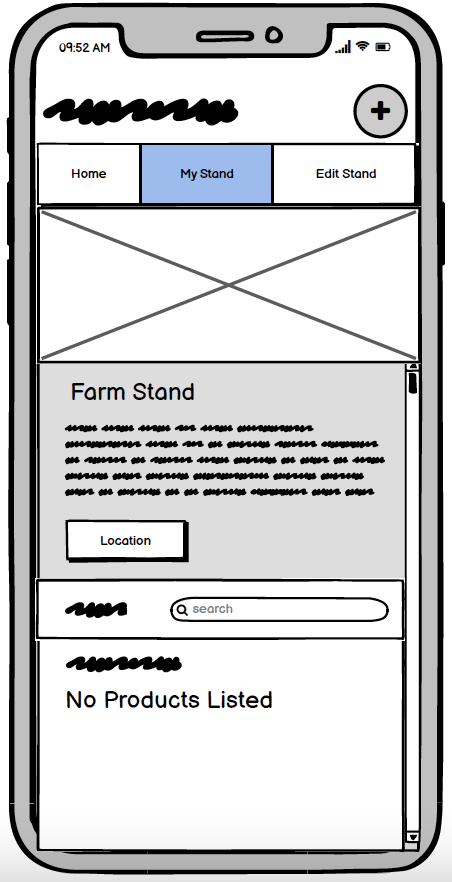 09:52 AM
Home
My Stand
Edit Stand
Farm Stand
Location
search
No Products Listed